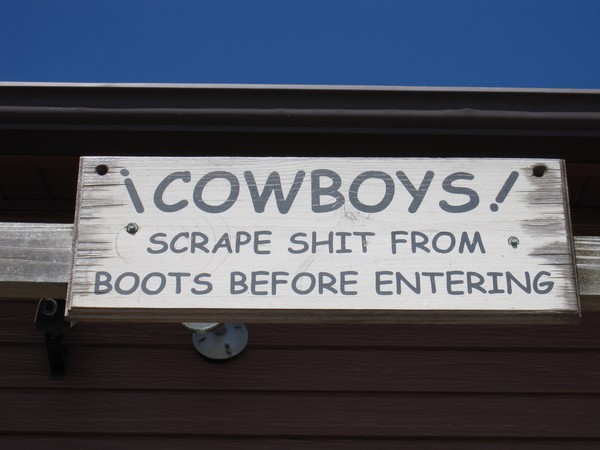 ¡COWBOYS!
SCRAPE SHIT FROM
BOOTS BEFORE ENTERING